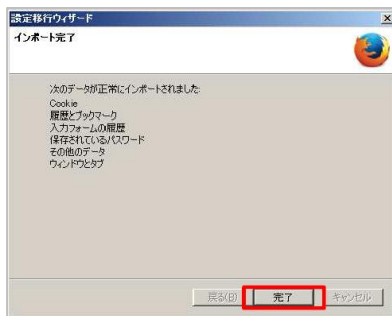 設定移行ウィザード
インポート完了
次のデータが正常にインポートされました:
Cookie
履歴とブックマーク
入力フォームの履歴
保存されているパスワード
その他のデータ
ウィンドウとタブ
戻る(B) 完了 キャンセル